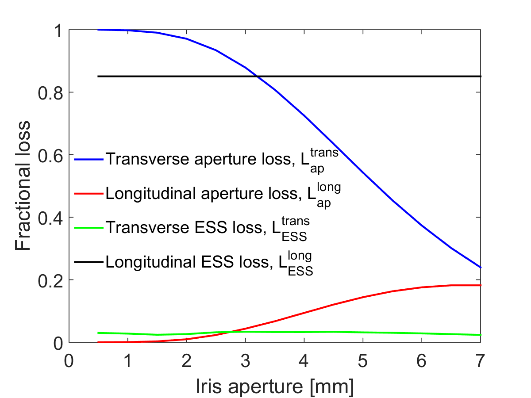 1
0.8
0.6
0.4
0.2
0
Fractional loss
Transverse aperture loss, L_ap^trans
Longitudinal aperture loss, L_ap^long
Transverse ESS loss, L_ESS^trans
Longitudinal ESS loss, L_ESS^long
0 1 2 3 4 5 6 7
Iris aperture [mm]